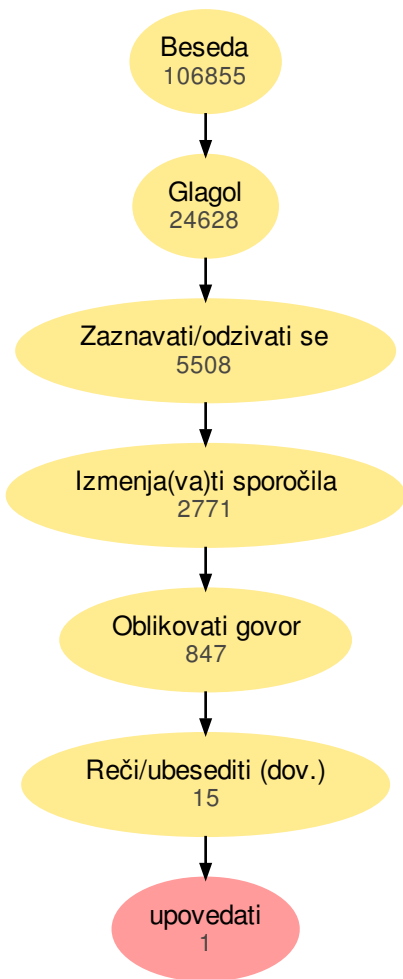 Beseda
106855
Glagol
24628
Zaznavati/odzivati se
5508
Izmenja(va)ti sporočila
2771
Oblikovati govor
847
Reči/ubesediti (dov.)
15
upovedati
1